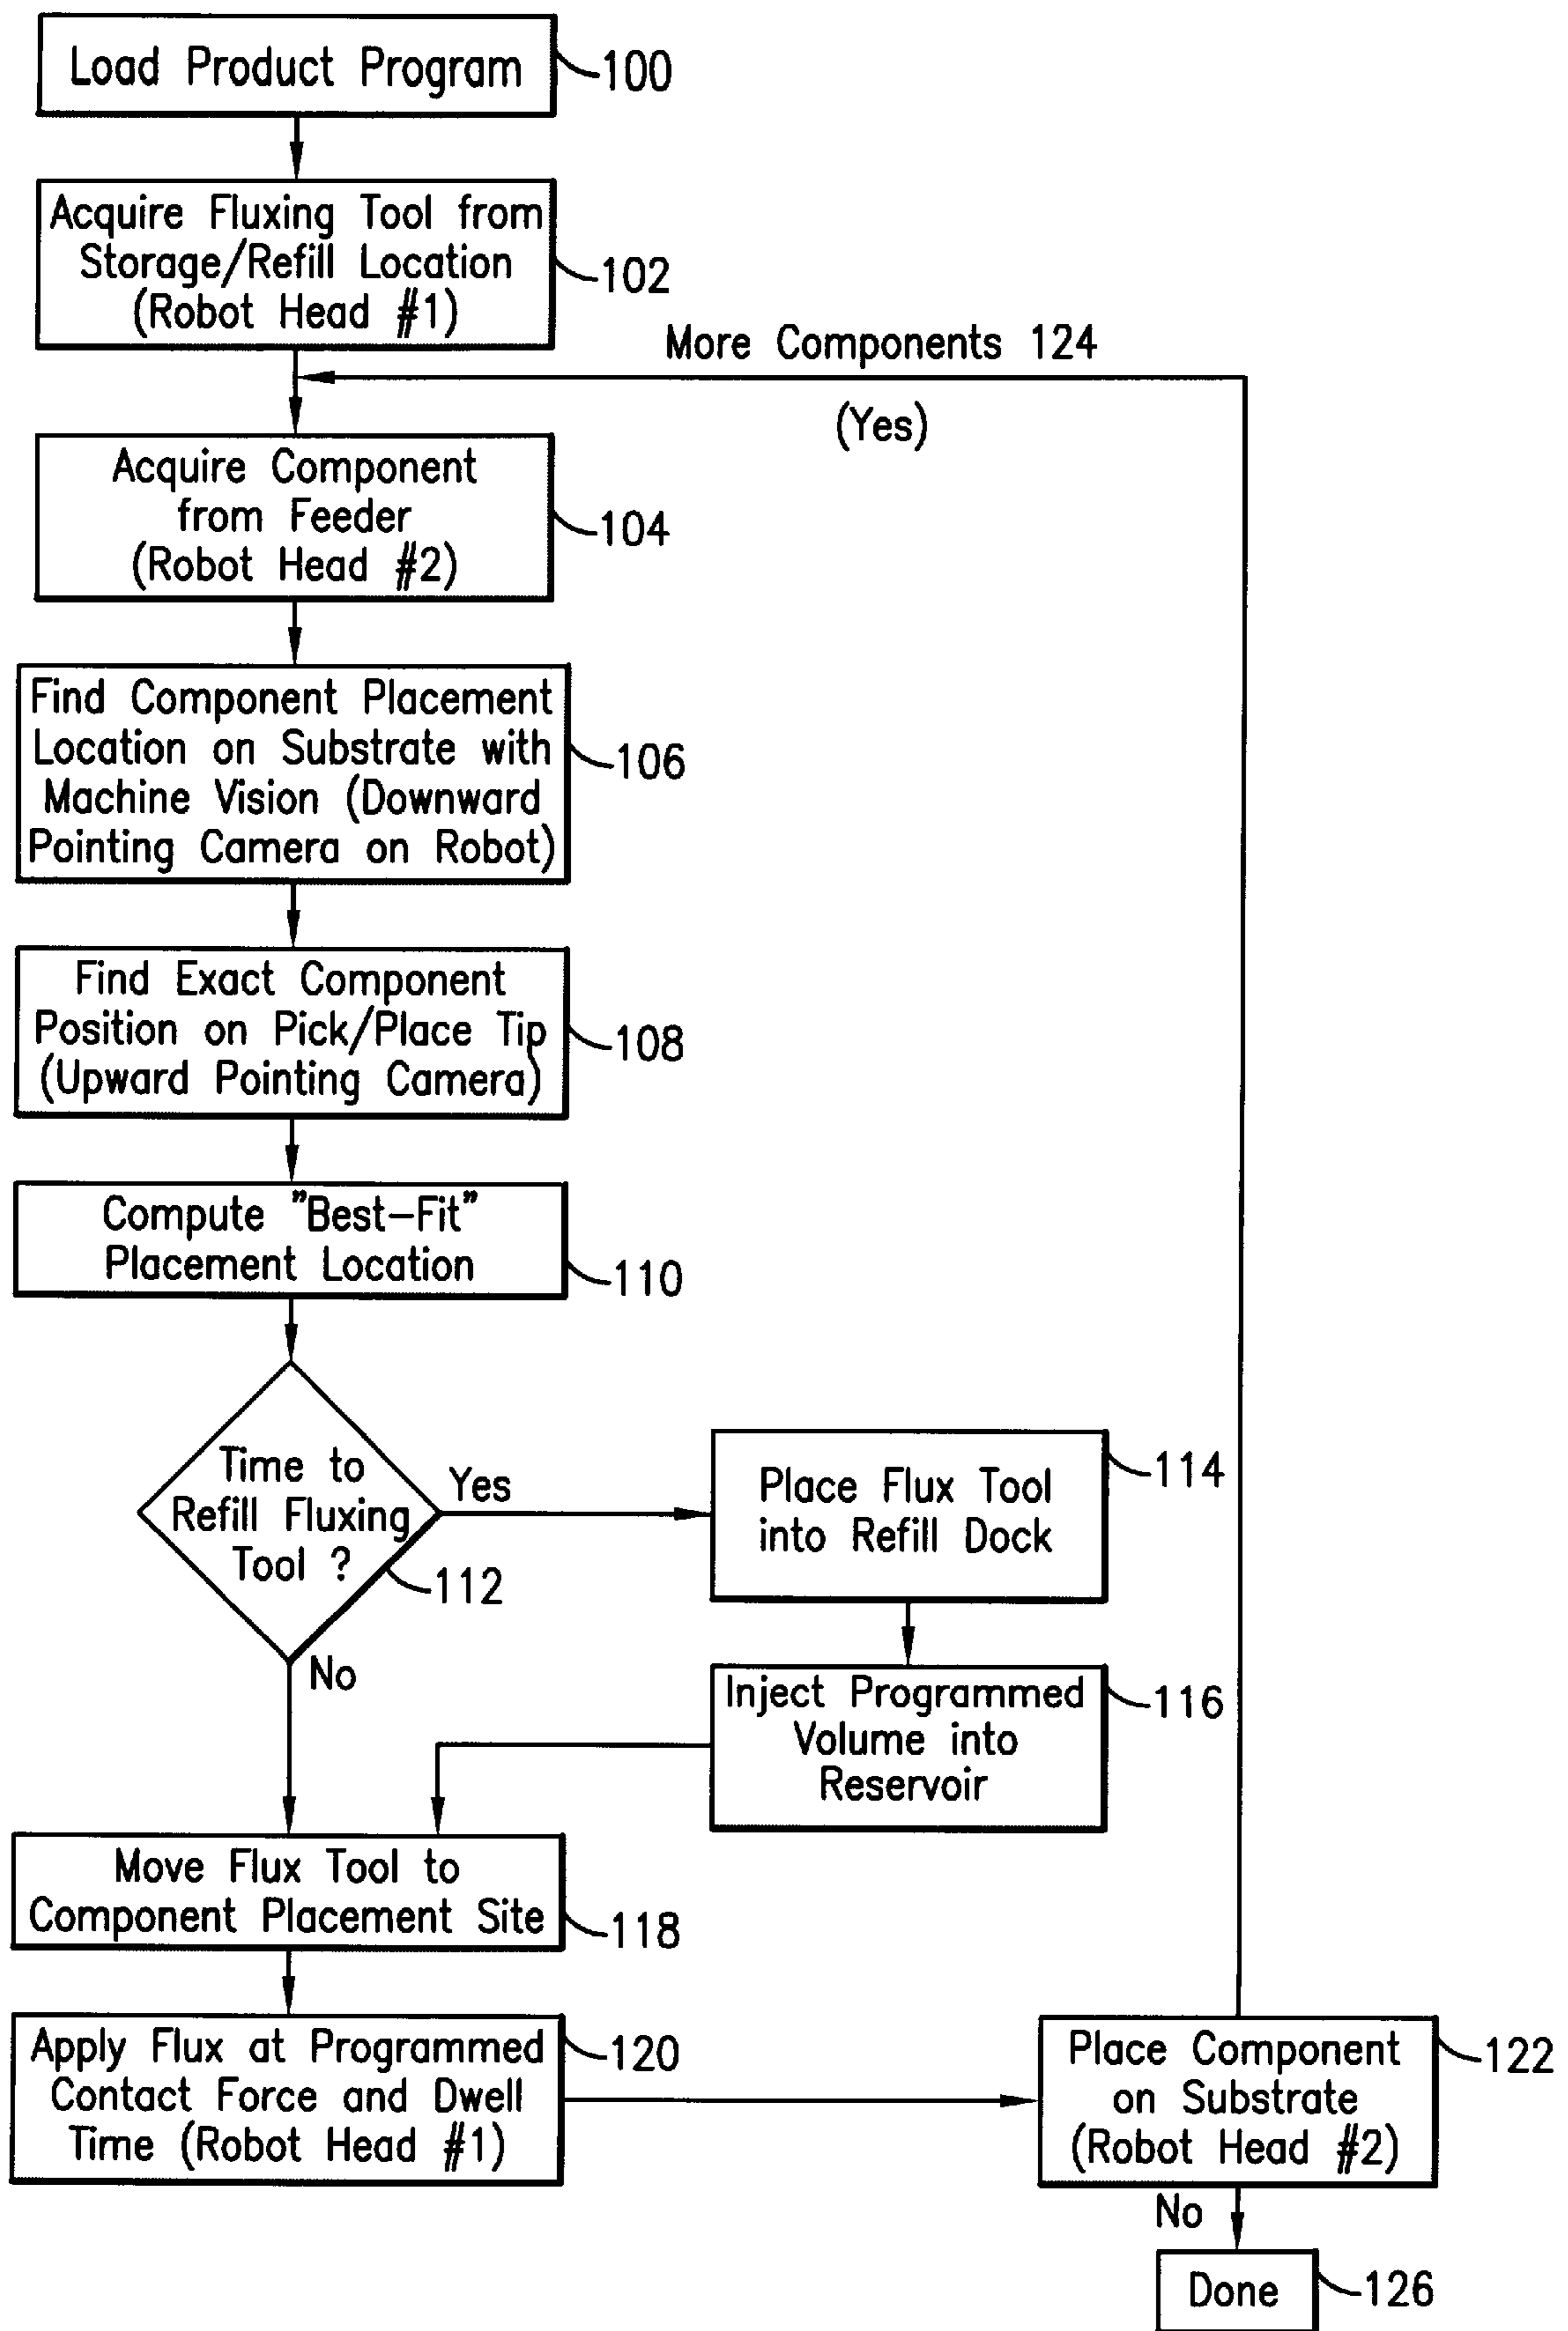 Load Product Program
100
Acquire Fluxing Tool from
Storage/Refill Location
(Robot Head #1)
102
More Components 124
(Yes)
Acquire Component
from Feeder
(Robot Head #2)
104
Find Component Placement
Location on Substrate with
Machine Vision (Downward
Pointing Camera on Robot)
106
Find Exact Component
Position on Pick/Place Tip
(Upward Pointing Camera)
108
Compute "Best-Fit"
Placement Location
110
Time to
Refill Fluxing
Tool ?
112
Yes
Place Flux Tool
into Refill Dock
114
No
Inject Programmed
Volume into
Reservoir
116
Move Flux Tool to
Component Placement Site
118
Apply Flux at Programmed
Contact Force and Dwell
Time (Robot Head #1)
120
Place Component
on Substrate
(Robot Head #2)
122
No
Done
126